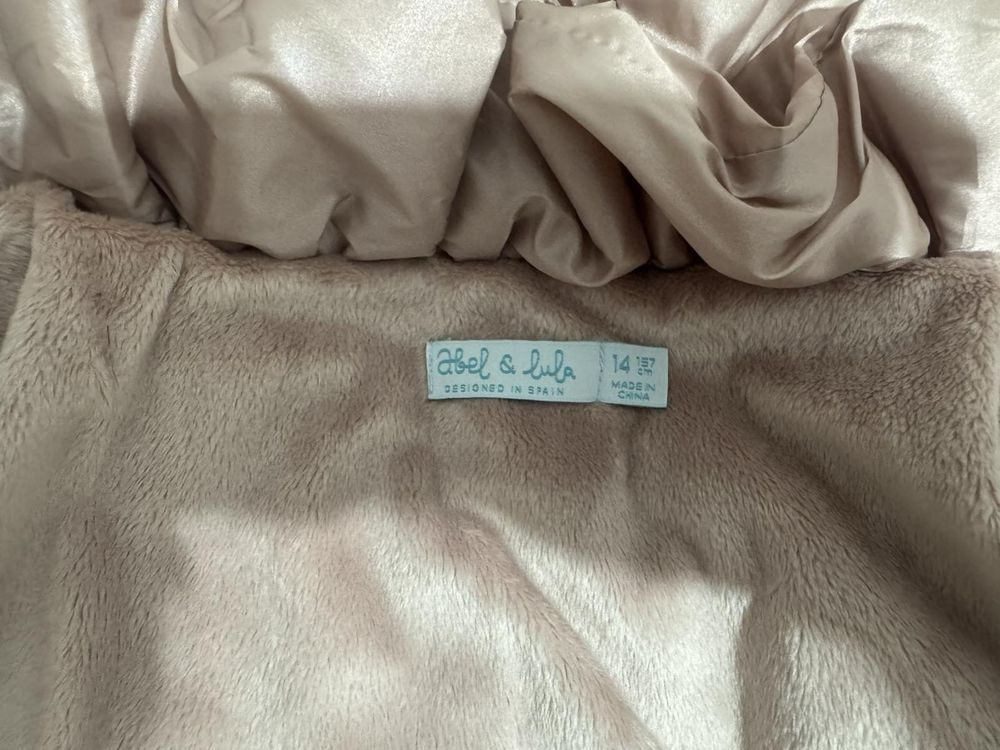 abel & lula
DESIGNED IN SPAIN
14 157 cm
MADE IN
CHINA